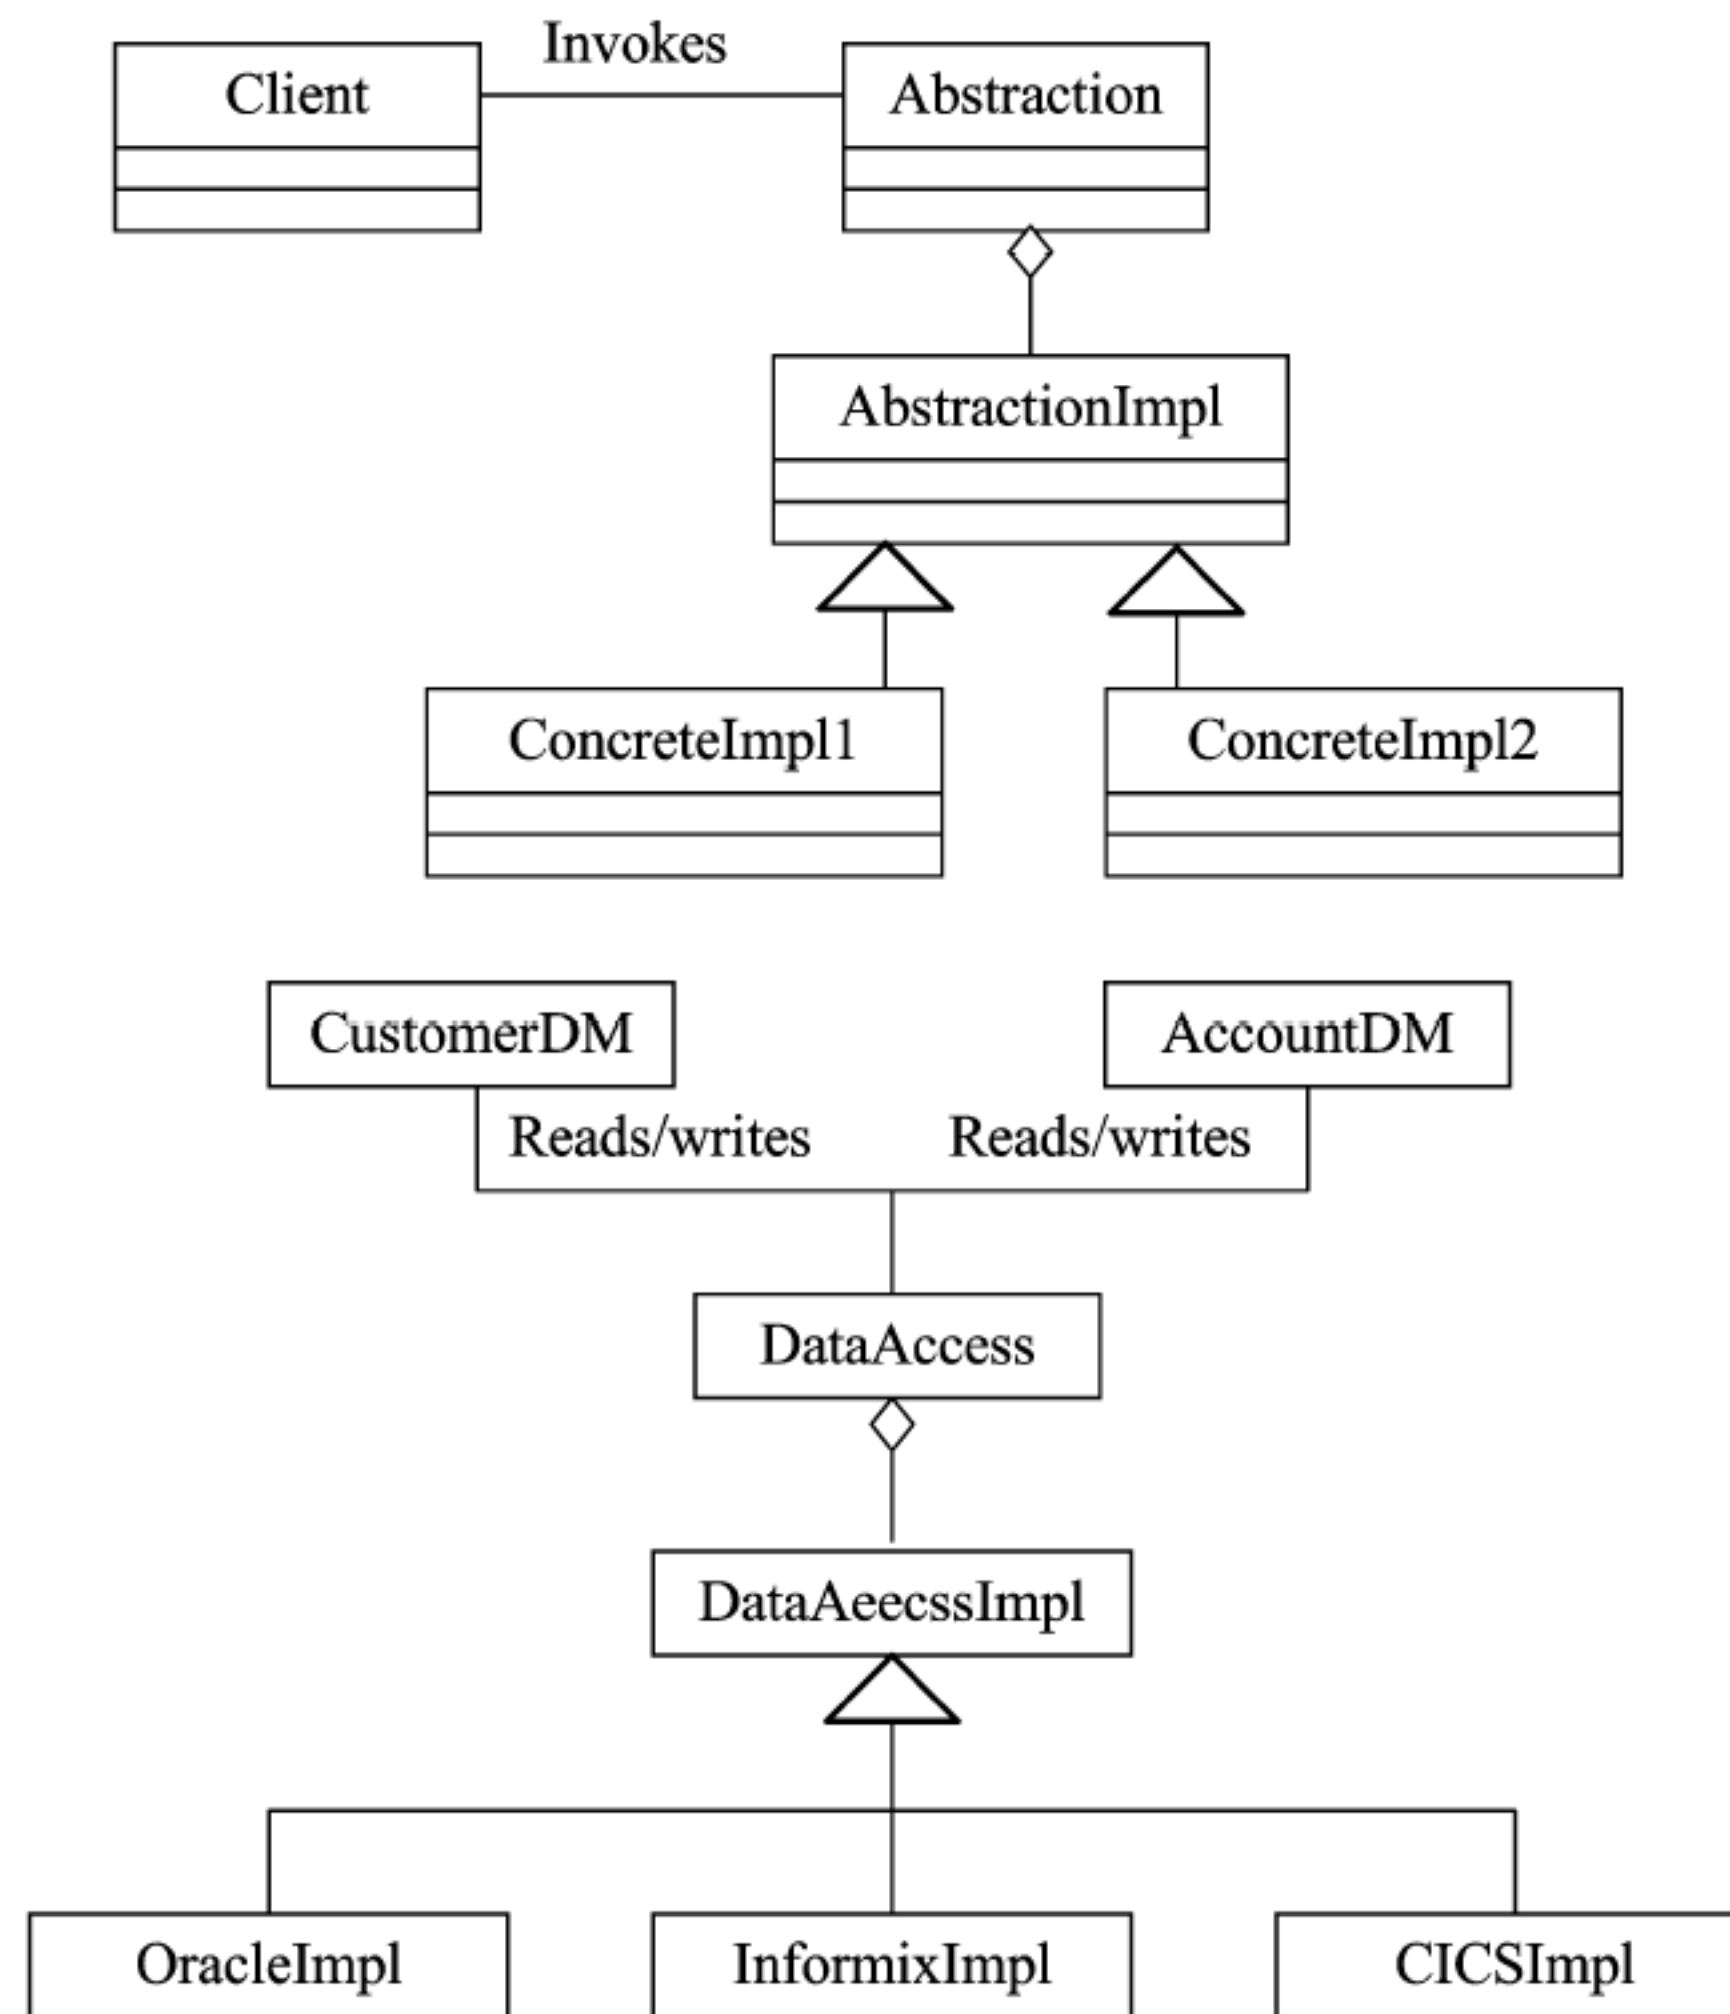 Invokes
Client
Abstraction
AbstractionImpl
ConcreteImpl1
ConcreteImpl2
CustomerDM
AccountDM
Reads/writes
Reads/writes
DataAccess
DataAeecssImpl
OracleImpl
InformixImpl
CICSImpl